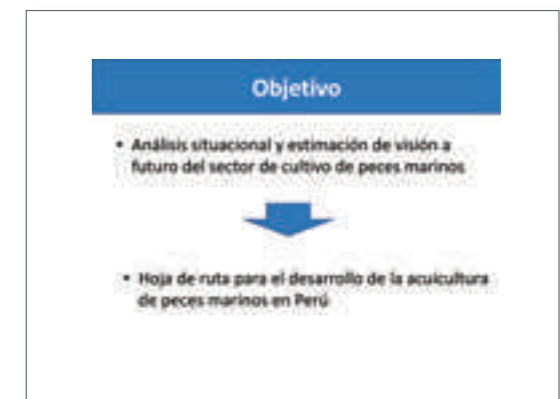 Objetivo
• Análisis situacional y estimación de visión a
futuro del sector de cultivo de peces marinos
• Hoja de ruta para el desarrollo de la acuicultura
de peces marinos en Perú